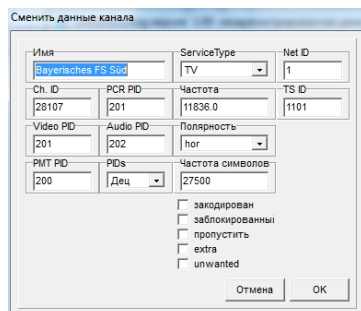 Сменить данные канала
Имя ServiceType Net ID
Bayerisches FS Süd TV 1
Ch. ID PCR PID Частота TS ID
28107 201 11836.0 1101
Video PID Audio PID Полярность
201 202 hor
PMT PID PIDs Частота символов
200 Дец 27500
закодирован
заблокированны
пропустить
extra
unwanted
Отмена OK